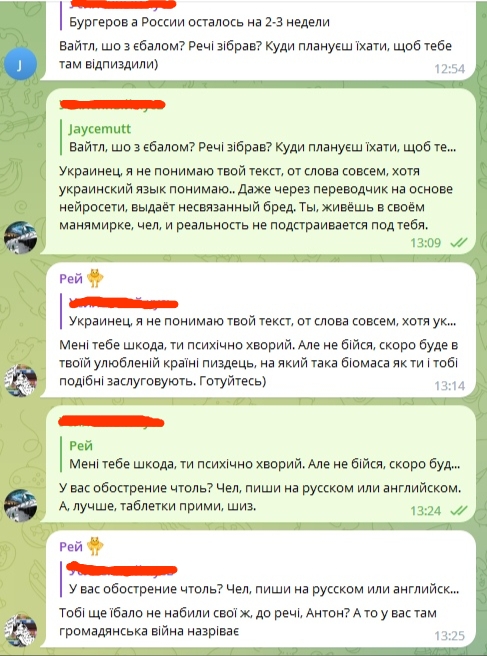 Бургеров а России осталось на 2-3 недели
Вайтл, шо з єбалом? Речі зібрав? Куди плануєш їхати, щоб тебе
там відпиздили)
12:54
J
Jaycemutt
Вайтл, шо з єбалом? Речі зібрав? Куди плануєш їхати, щоб те...
Украинец, я не понимаю твой текст, от слова совсем, хотя
украинский язык понимаю.. Даже через переводчик на основе
нейросети, выдаёт несвязанный бред. Ты, живёшь в своём
манямирке, чел, и реальность не подстраивается под тебя.
13:09
Рей
Украинец, я не понимаю твой текст, от слова совсем, хотя ук...
Мені тебе шкода, ти психічно хворий. Але не бійся, скоро буде в
твоїй улюбленій країні пиздець, на який така біомаса як ти і тобі
подібні заслуговують. Готуйтесь)
13:14
Рей
Мені тебе шкода, ти психічно хворий. Але не бійся, скоро буд...
У вас обострение чтоль? Чел, пиши на русском или английском.
А, лучше, таблетки прими, шиз.
13:24
Рей
У вас обострение чтоль? Чел, пиши на русском или английск...
Тобі ще їбало не набили свої ж, до речі, Антон? А то у вас там
громадянська війна назріває
13:25